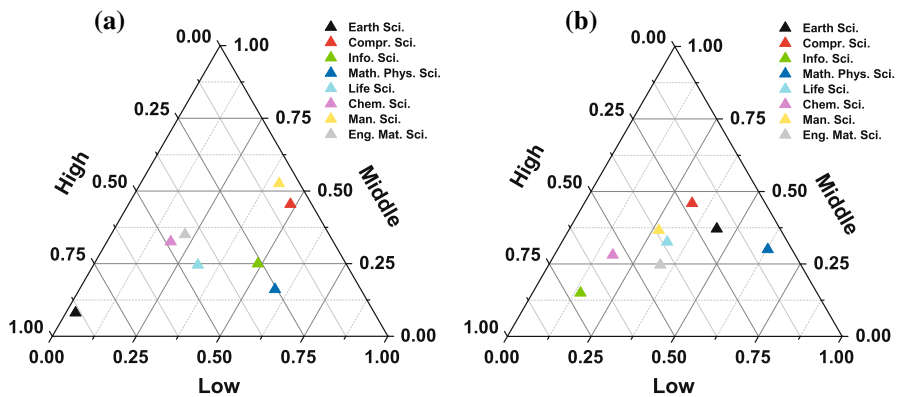 (a)
0.00
1.00
0.25
0.75
0.50
0.50
0.75
0.25
1.00
0.00
0.00
0.25
0.50
0.75
1.00
High
Middle
Low
Earth Sci.
Compr. Sci.
Info. Sci.
Math. Phys. Sci.
Life Sci.
Chem. Sci.
Man. Sci.
Eng. Mat. Sci.
(b)
0.00
1.00
0.25
0.75
0.50
0.50
0.75
0.25
1.00
0.00
0.00
0.25
0.50
0.75
1.00
High
Middle
Low
Earth Sci.
Compr. Sci.
Info. Sci.
Math. Phys. Sci.
Life Sci.
Chem. Sci.
Man. Sci.
Eng. Mat. Sci.